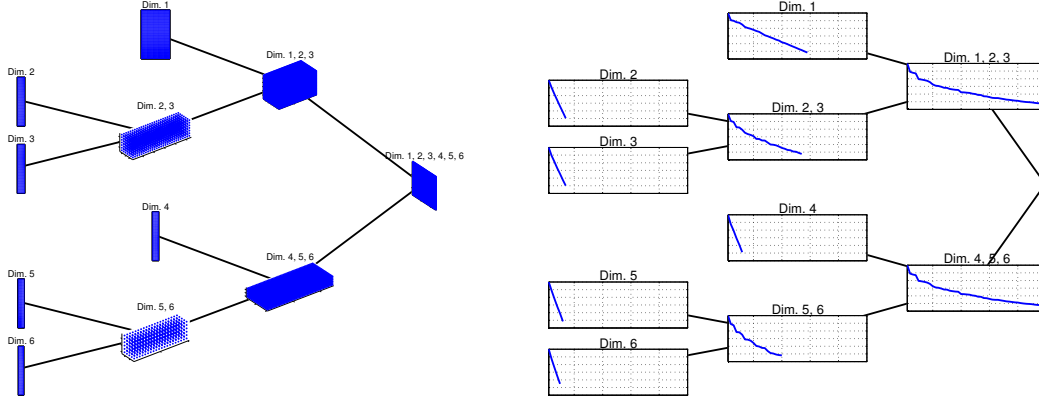 Dim. 1
Dim. 1, 2, 3
Dim. 2
Dim. 2, 3
Dim. 3
Dim. 1, 2, 3, 4, 5, 6
Dim. 4
Dim. 4, 5, 6
Dim. 5
Dim. 5, 6
Dim. 6
Dim. 1
Dim. 1, 2, 3
Dim. 2
Dim. 2, 3
Dim. 3
Dim. 4
Dim. 4, 5, 6
Dim. 5
Dim. 5, 6
Dim. 6